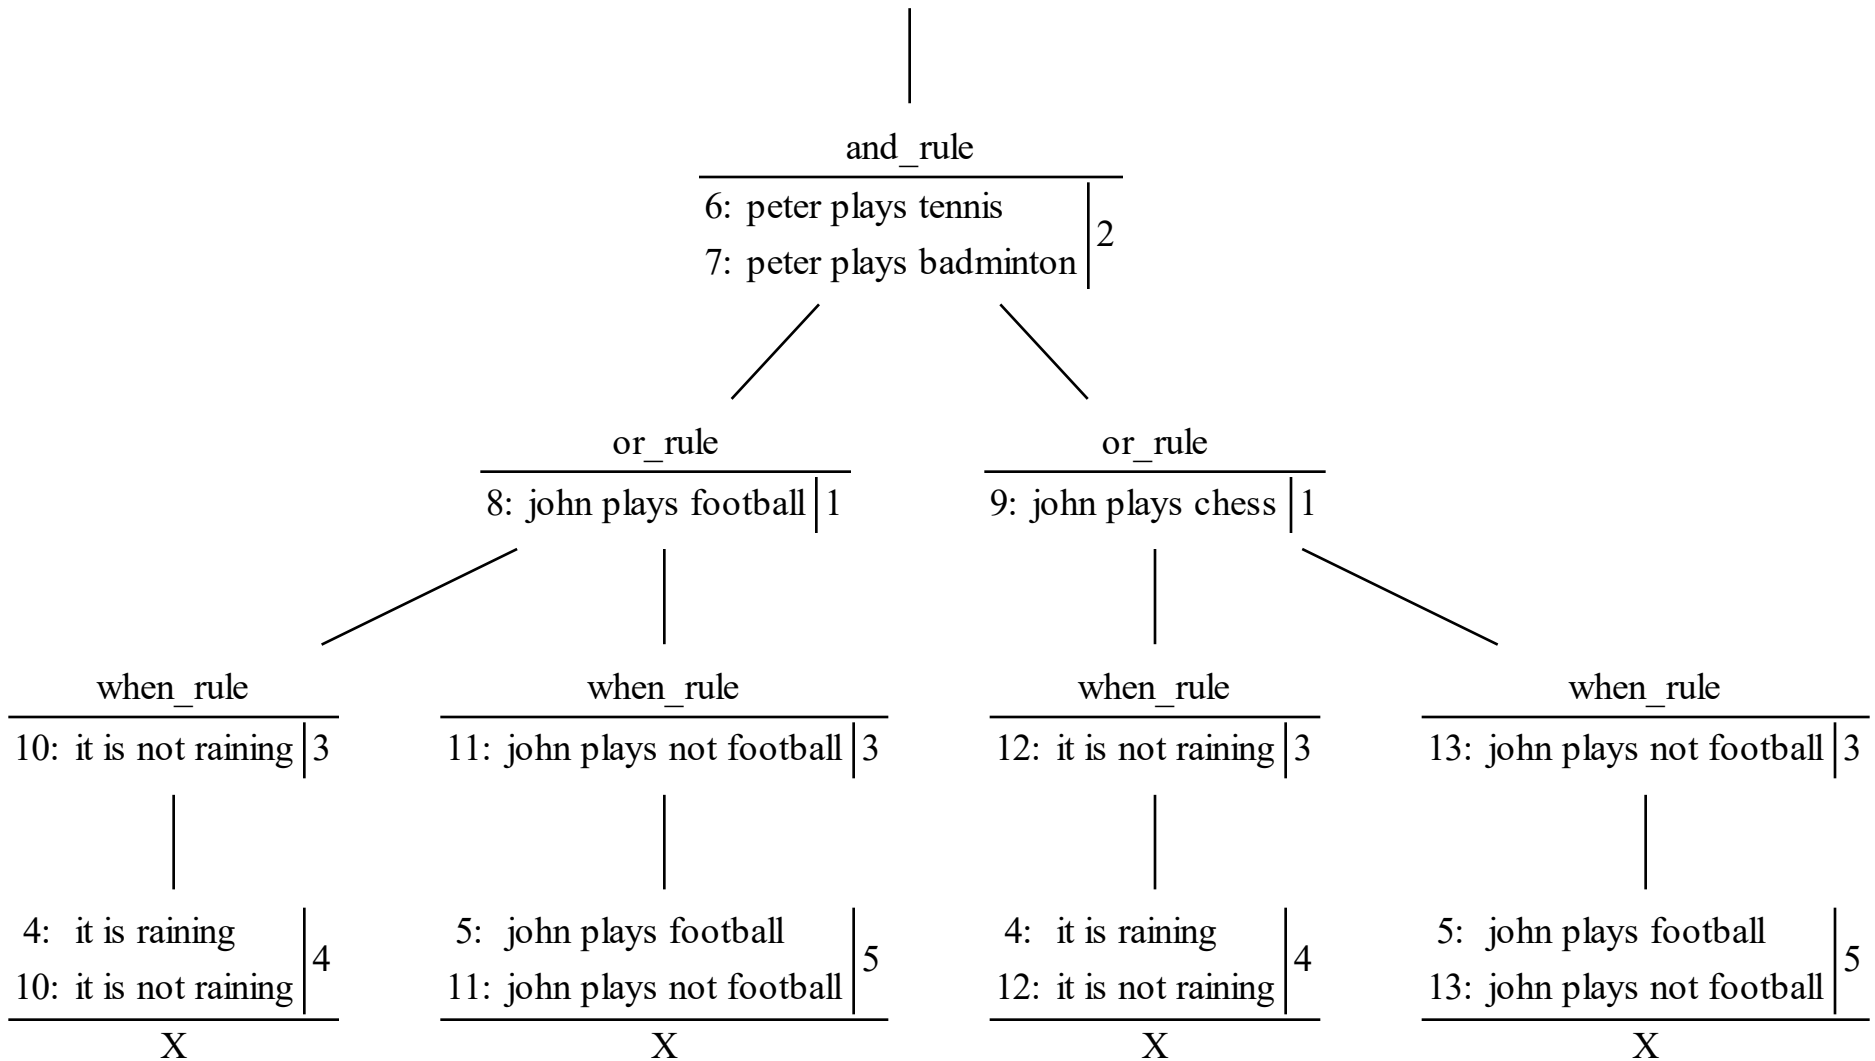 and_rule
6: peter plays tennis
7: peter plays badminton
2
or_rule
8: john plays football 1
or_rule
9: john plays chess 1
when_rule
10: it is not raining 3
when_rule
11: john plays not football 3
when_rule
12: it is not raining 3
when_rule
13: john plays not football 3
4: it is raining
10: it is not raining
4
X
5: john plays football
11: john plays not football
5
X
4: it is raining
12: it is not raining
4
X
5: john plays football
13: john plays not football
5
X